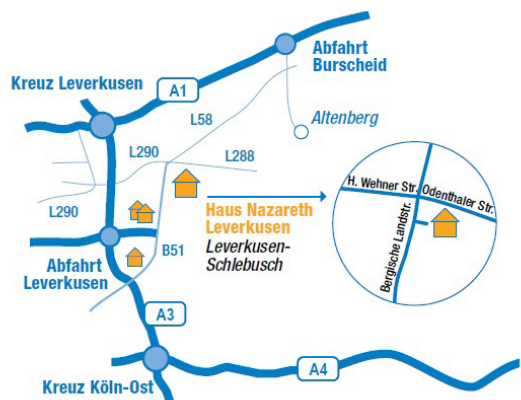 Abfahrt
Burscheid
Kreuz Leverkusen
A1
L58
Altenberg
L290
L288
H. Wehner Str.
Odenthaler Str.
L290
Haus Nazareth
Leverkusen
Leverkusen-
Schlebusch
Bergische Landstr.
B51
Abfahrt
Leverkusen
A3
A4
Kreuz Köln-Ost